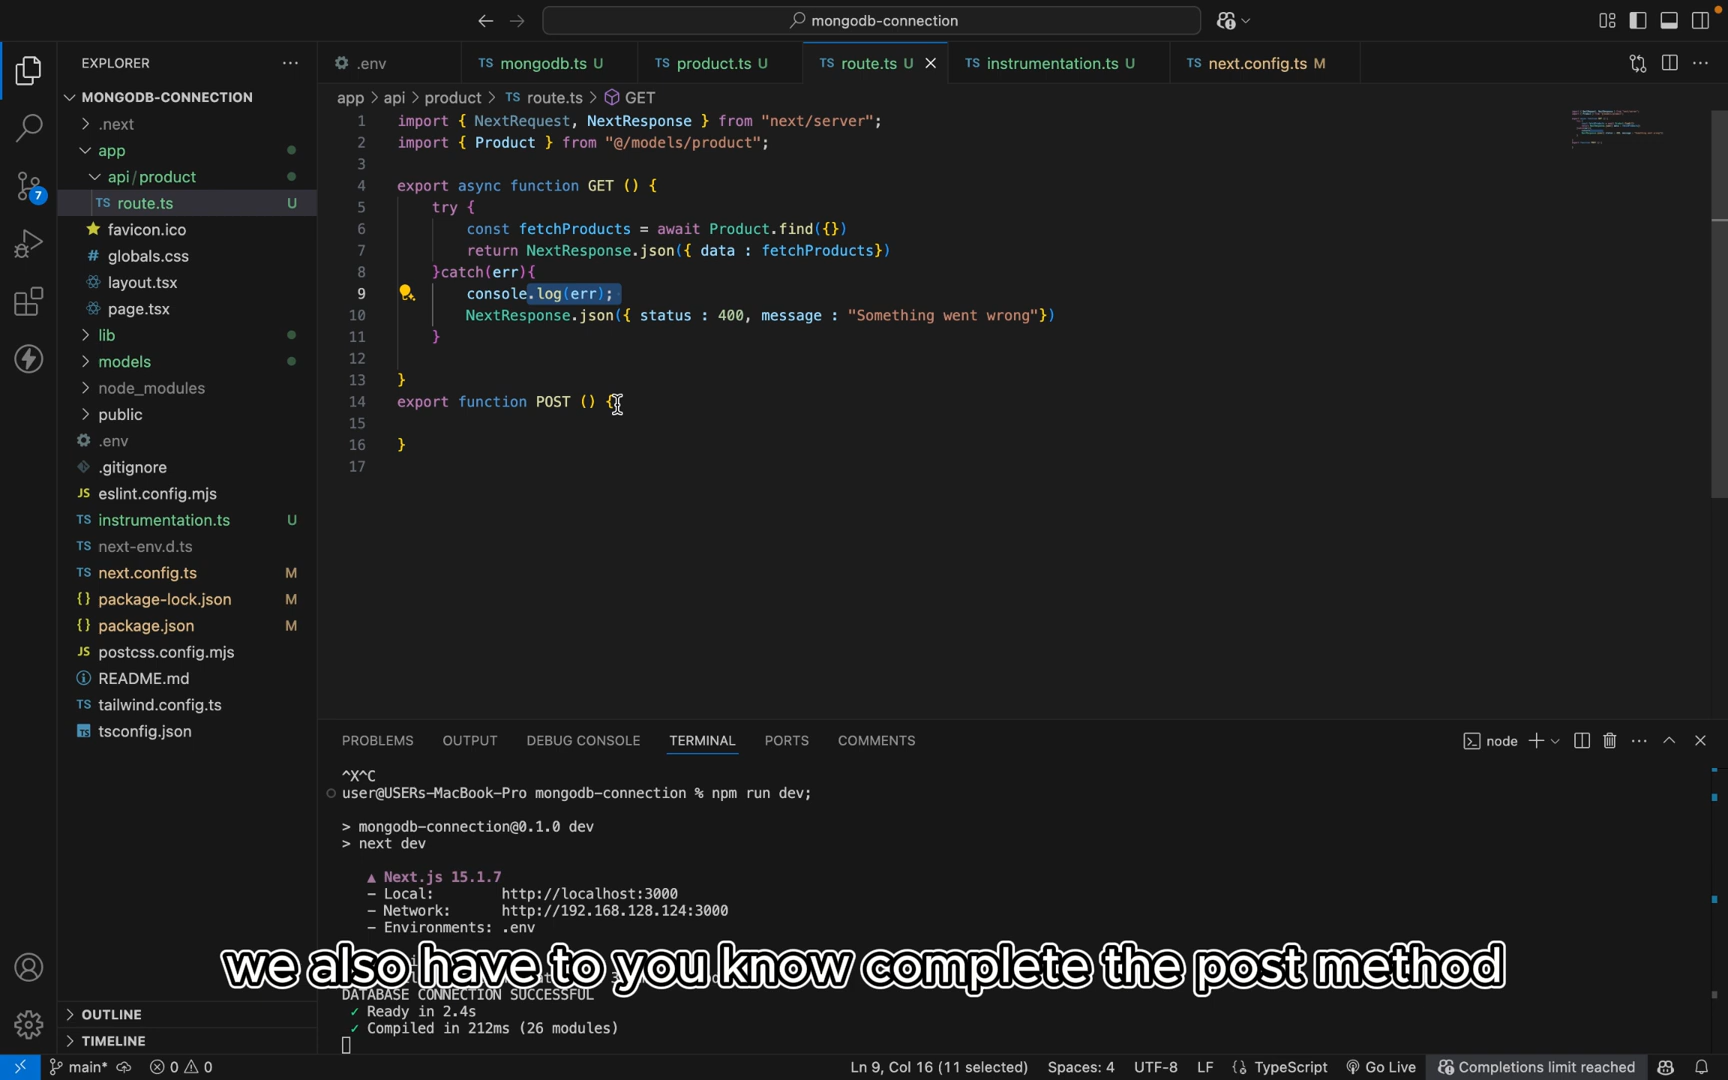 mongodb-connection
EXPLORER
MONGODB-CONNECTION
.next
app
api/product
TS route.ts U
favicon.ico
# globals.css
layout.tsx
page.tsx
lib
models
node_modules
public
.env
.gitignore
JS eslint.config.mjs
TS instrumentation.ts U
TS next-env.d.ts
TS next.config.ts M
{} package-lock.json M
{} package.json M
JS postcss.config.mjs
README.md
TS tailwind.config.ts
TS tsconfig.json
OUTLINE
TIMELINE
7
.env
TS mongodb.ts U
TS product.ts U
TS route.ts U
TS instrumentation.ts U
TS next.config.ts M
app > api > product > TS route.ts > GET
1 import { NextRequest, NextResponse } from "next/server";
2 import { Product } from "@/models/product";
3
4 export async function GET () {
5 try {
6 const fetchProducts = await Product.find({})
7 return NextResponse.json({ data : fetchProducts})
8 }catch(err){
9 console.log(err);
10 NextResponse.json({ status : 400, message : "Something went wrong"})
11 }
12
13 }
14 export function POST () {
15
16 }
17
PROBLEMS OUTPUT DEBUG CONSOLE TERMINAL PORTS COMMENTS
node
^X^C
user@USERs-MacBook-Pro mongodb-connection % npm run dev;
> mongodb-connection@0.1.0 dev
> next dev
▲ Next.js 15.1.7
- Local: http://localhost:3000
- Network: http://192.168.128.124:3000
- Environments: .env
we also have to you know complete the post method
DATABASE CONNECTION SUCCESSFUL
✓ Ready in 2.4s
✓ Compiled in 212ms (26 modules)
main* 0 0 Ln 9, Col 16 (11 selected) Spaces: 4 UTF-8 LF {} TypeScript Go Live Completions limit reached